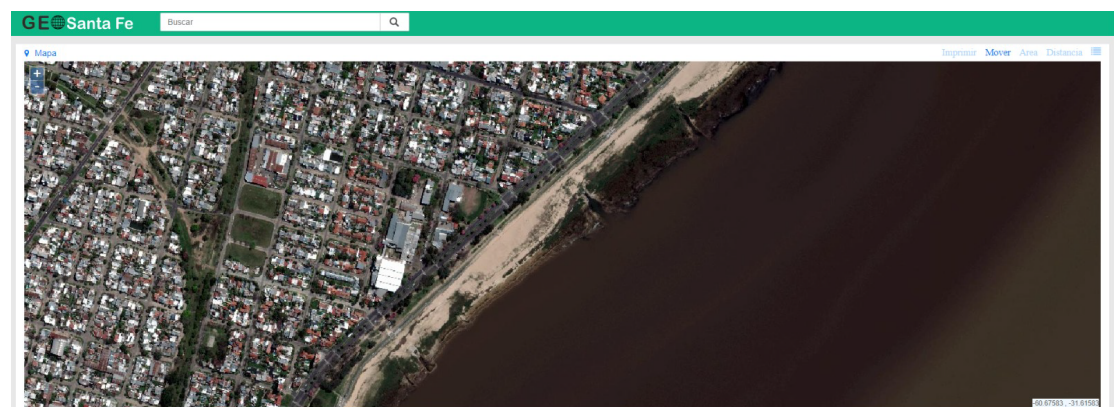 GEOSanta Fe
Buscar
Mapa
Imprimir Mover Area Distancia
+
-
-60.67583 , -31.61583